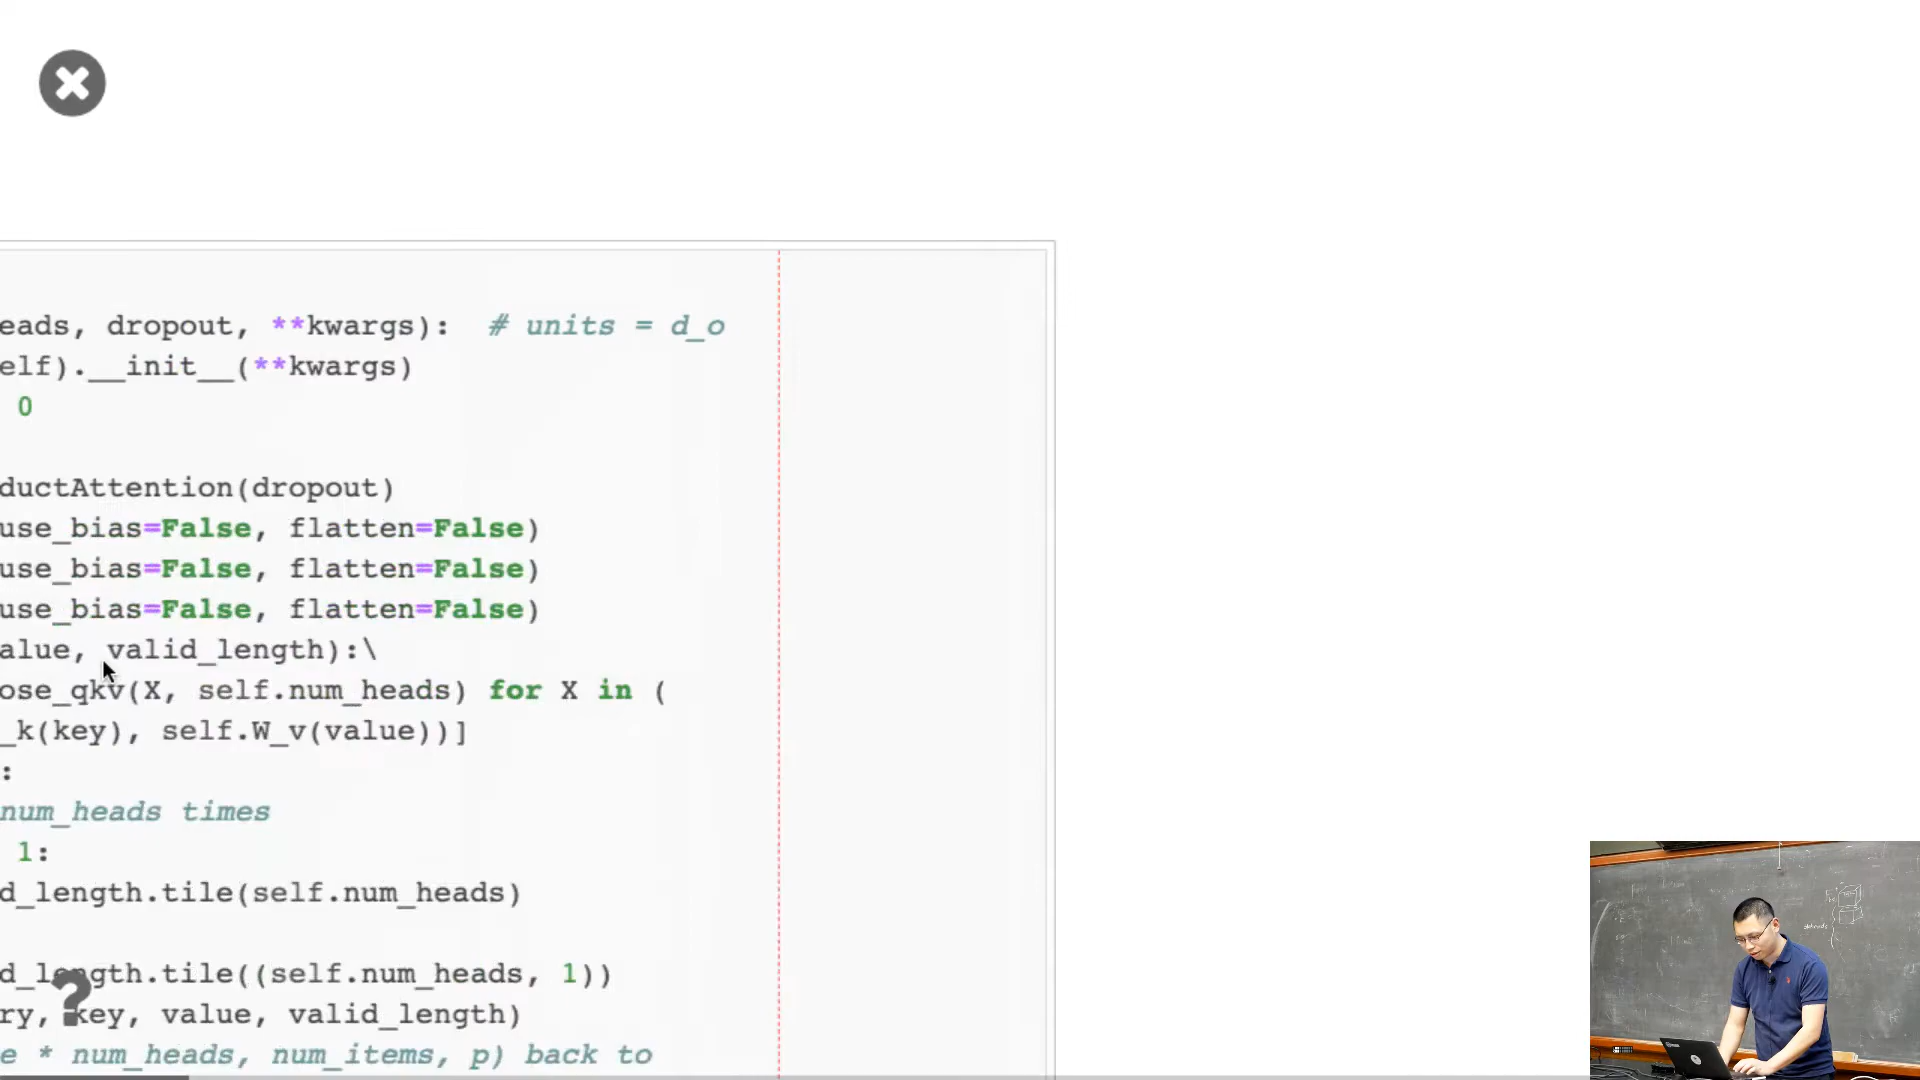 eads, dropout, **kwargs):  # units = d_o
elf).__init__(**kwargs)
0
ductAttention(dropout)
use_bias=False, flatten=False)
use_bias=False, flatten=False)
use_bias=False, flatten=False)
alue, valid_length):\
ose_qkv(X, self.num_heads) for X in (
_k(key), self.W_v(value))]
:
num_heads times
1:
d_length.tile(self.num_heads)
d_length.tile((self.num_heads, 1))
ry, key, value, valid_length)
e * num_heads, num_items, p) back to
?